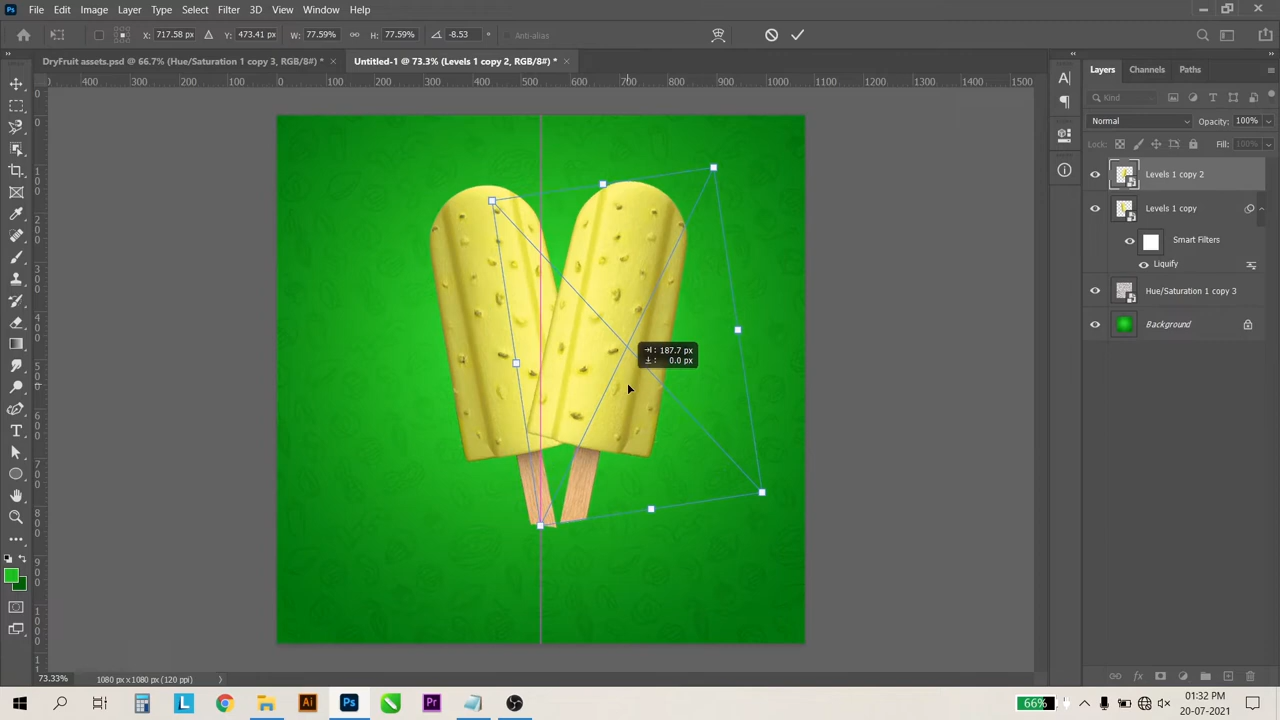 Ps File Edit Image Layer Type Select Filter 3D View Window Help
X: 717.58 px Y: 473.41 px W: 77.59% H: 77.59% -8.53 ° Anti-alias
DryFruit assets.psd @ 66.7% (Hue/Saturation 1 copy 3, RGB/8#) * × Untitled-1 @ 73.3% (Levels 1 copy 2, RGB/8#) * ×
400 300 200 100 0 100 200 300 400 500 600 700 800 900 1000 1100 1200 1300 1400 1500
Layers Channels Paths
Kind
Normal Opacity: 100%
Lock: Fill: 100%
Levels 1 copy 2
Levels 1 copy
Smart Filters
Liquify
Hue/Saturation 1 copy 3
Background
: 187.7 px
: 0.0 px
73.33% 1080 px x 1080 px (120 ppi)
L Ai Ps Pr 66% 01:32 PM
20-07-2021